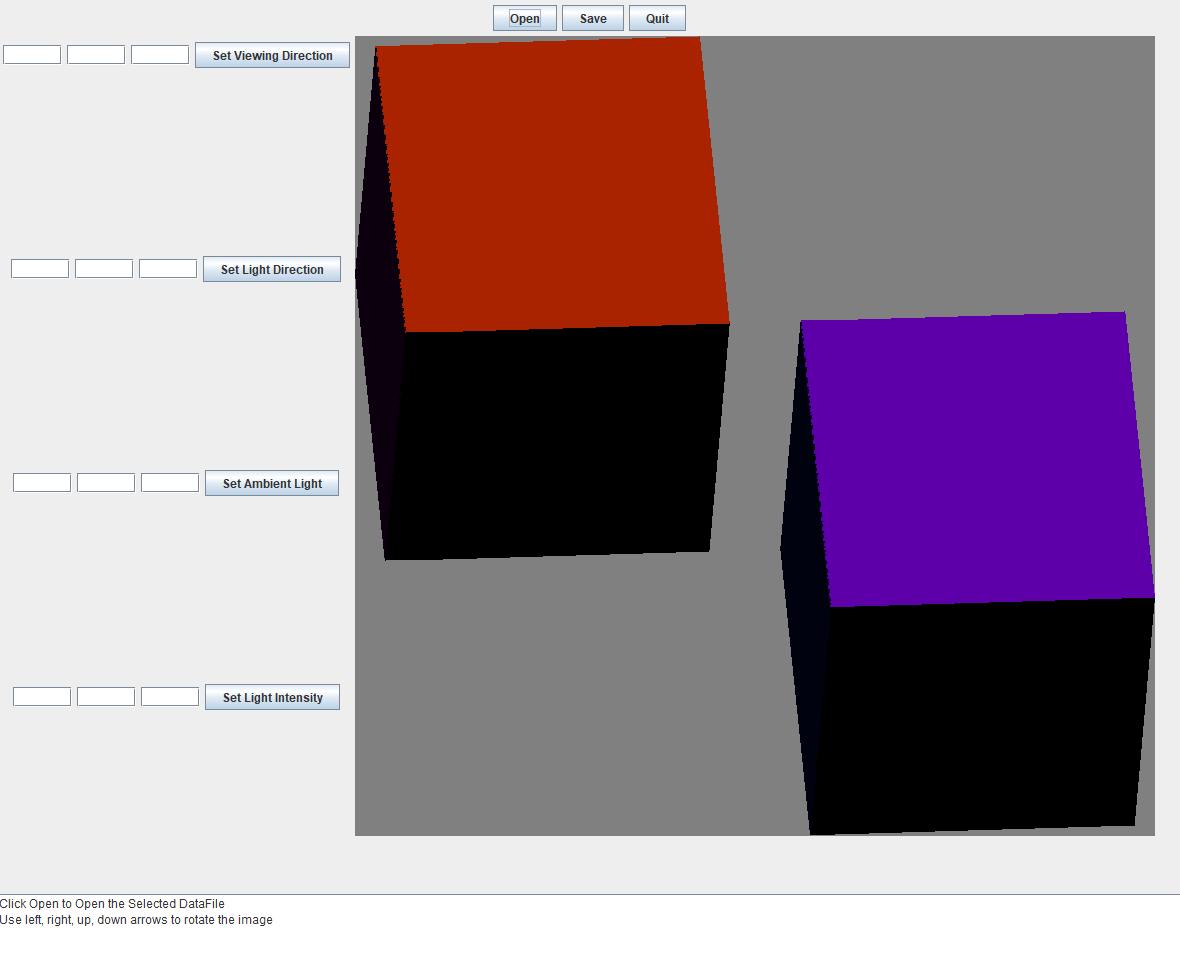 Open Save Quit
Set Viewing Direction
Set Light Direction
Set Ambient Light
Set Light Intensity
Click Open to Open the Selected DataFile
Use left, right, up, down arrows to rotate the image